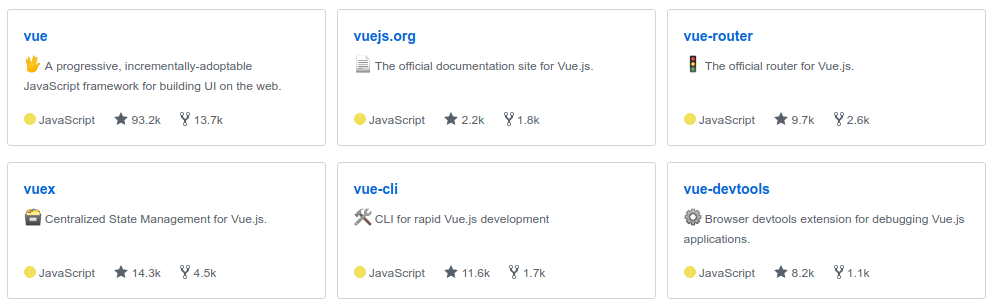 vue
🖖 A progressive, incrementally-adoptable
JavaScript framework for building UI on the web.
JavaScript 93.2k 13.7k
vuejs.org
📄 The official documentation site for Vue.js.
JavaScript 2.2k 1.8k
vue-router
🚦 The official router for Vue.js.
JavaScript 9.7k 2.6k
vuex
🗃️ Centralized State Management for Vue.js.
JavaScript 14.3k 4.5k
vue-cli
🛠️ CLI for rapid Vue.js development
JavaScript 11.6k 1.7k
vue-devtools
⚙️ Browser devtools extension for debugging Vue.js
applications.
JavaScript 8.2k 1.1k